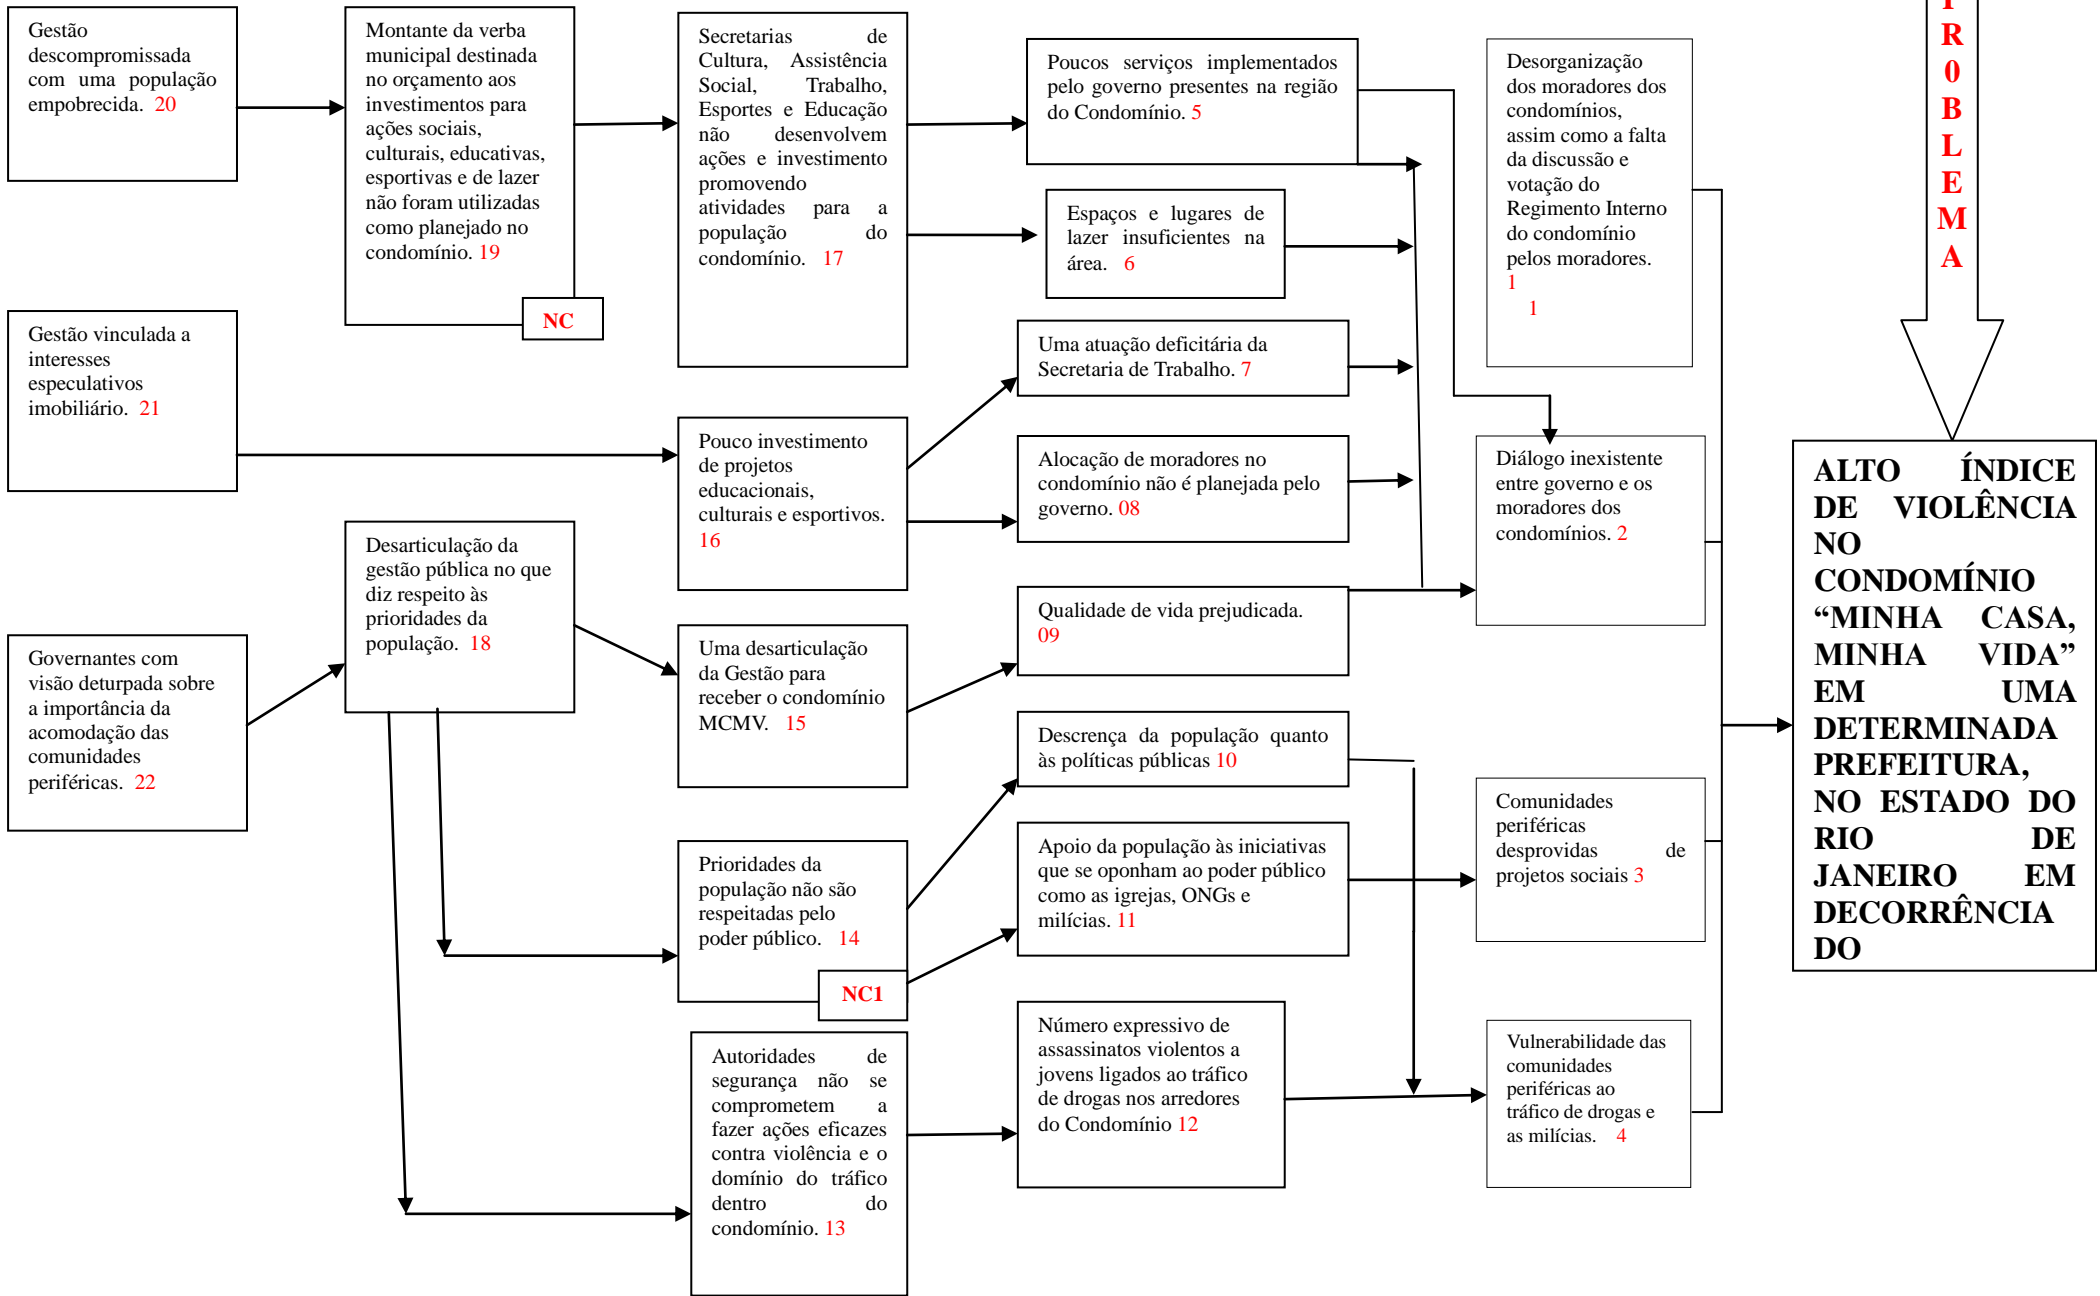 Gestão
descompromissada
com uma população
empobrecida. 20
Gestão vinculada a
interesses
especulativos
imobiliário. 21
Governantes com
visão deturpada sobre
a importância da
acomodação das
comunidades
periféricas. 22
Montante da verba
municipal destinada
no orçamento aos
investimentos para
ações sociais,
culturais, educativas,
esportivas e de lazer
não foram utilizadas
como planejado no
condomínio. 19
NC
Desarticulação da
gestão pública no que
diz respeito às
prioridades da
população. 18
Secretarias de
Cultura, Assistência
Social, Trabalho,
Esportes e Educação
não desenvolvem
ações e investimento
promovendo
atividades para a
população do
condomínio. 17
Pouco investimento
de projetos
educacionais,
culturais e esportivos.
16
Uma desarticulação
da Gestão para
receber o condomínio
MCMV. 15
Prioridades da
população não são
respeitadas pelo
poder público. 14
NC1
Autoridades de
segurança não se
comprometem a
fazer ações eficazes
contra violência e o
domínio do tráfico
dentro do
condomínio. 13
Poucos serviços implementados
pelo governo presentes na região
do Condomínio. 5
Espaços e lugares de
lazer insuficientes na
área. 6
Uma atuação deficitária da
Secretaria de Trabalho. 7
Alocação de moradores no
condomínio não é planejada pelo
governo. 08
Qualidade de vida prejudicada.
09
Descrença da população quanto
às políticas públicas 10
Apoio da população às iniciativas
que se oponham ao poder público
como as igrejas, ONGs e
milícias. 11
Número expressivo de
assassinatos violentos a
jovens ligados ao tráfico
de drogas nos arredores
do Condomínio 12
Desorganização
dos moradores dos
condomínios,
assim como a falta
da discussão e
votação do
Regimento Interno
do condomínio
pelos moradores.
1
1
Diálogo inexistente
entre governo e os
moradores dos
condomínios. 2
Comunidades
periféricas
desprovidas de
projetos sociais 3
Vulnerabilidade das
comunidades
periféricas ao
tráfico de drogas e
as milícias. 4
P
R
0
B
L
E
M
A
ALTO ÍNDICE
DE VIOLÊNCIA
NO
CONDOMÍNIO
“MINHA CASA,
MINHA VIDA”
EM UMA
DETERMINADA
PREFEITURA,
NO ESTADO DO
RIO DE
JANEIRO EM
DECORRÊNCIA
DO